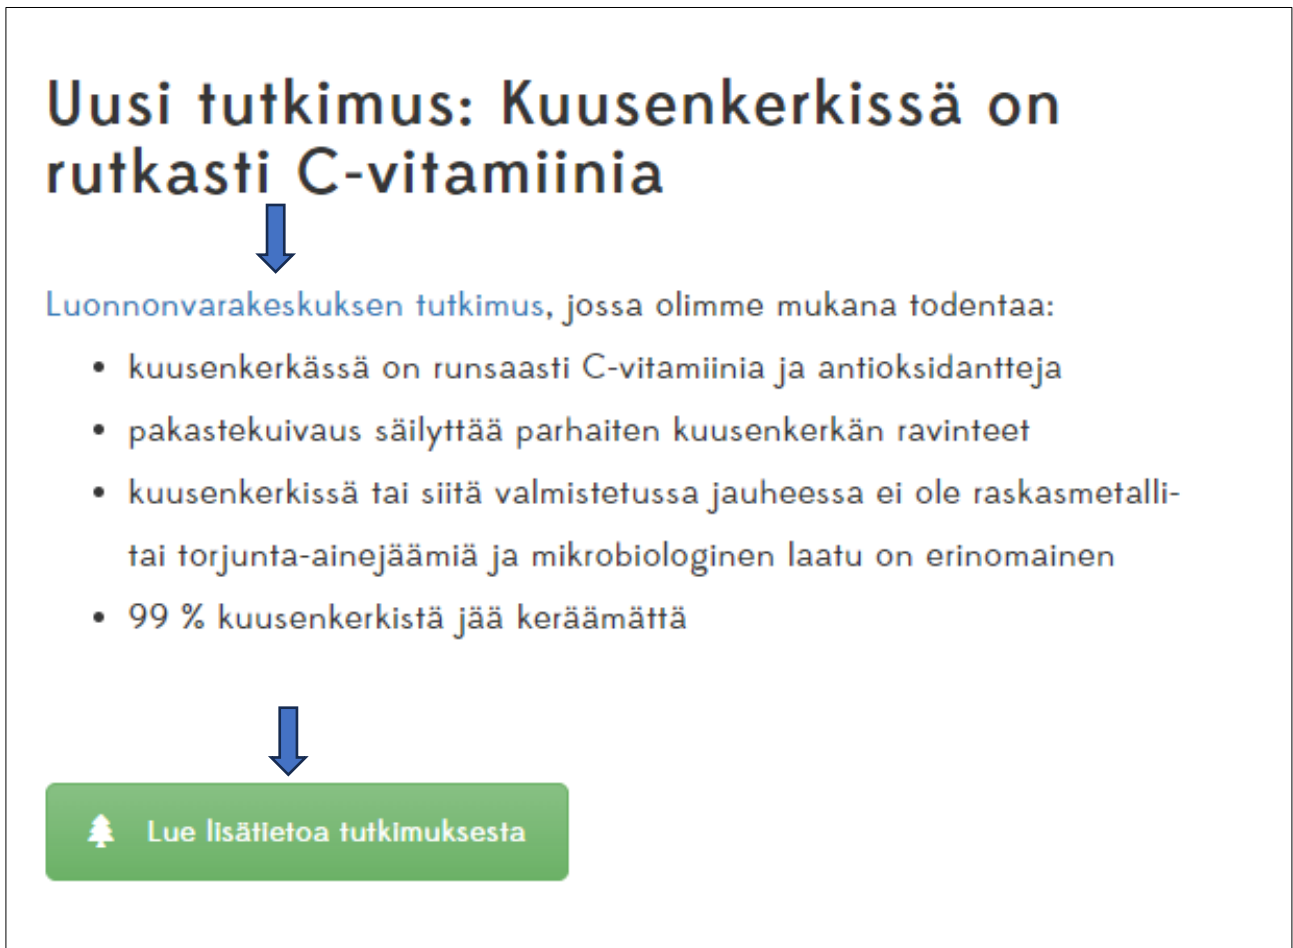 Uusi tutkimus: Kuusenkerkissä on
rutkasti C-vitamiinia
Luonnonvarakeskuksen tutkimus, jossa olimme mukana todentaa:
• kuusenkerkässä on runsaasti C-vitamiinia ja antioksidantteja
• pakastekuivaus säilyttää parhaiten kuusenkerkän ravinteet
• kuusenkerkissä tai siitä valmistetussa jauheessa ei ole raskasmetalli-
tai torjunta-ainejäämiä ja mikrobiologinen laatu on erinomainen
• 99 % kuusenkerkistä jää keräämättä
Lue lisätietoa tutkimuksesta